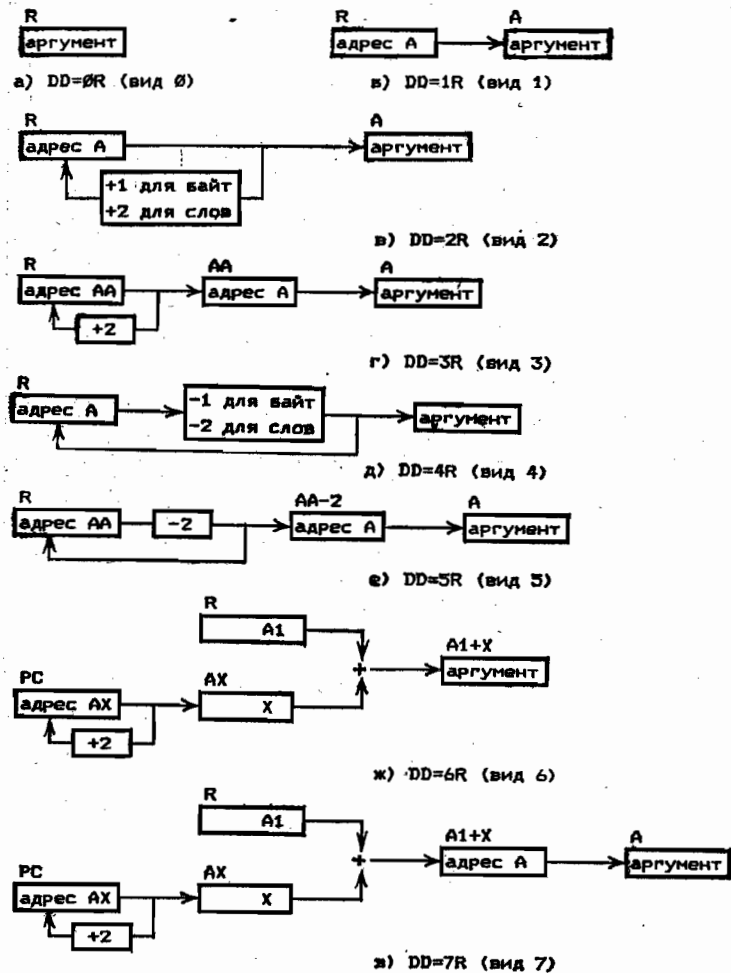 R R A
аргумент адрес A аргумент
а) DD=0R (вид 0) в) DD=1R (вид 1)
R A
адрес A аргумент
+1 для байт
+2 для слов
в) DD=2R (вид 2)
R AA A
адрес AA адрес A аргумент
+2
г) DD=3R (вид 3)
R
адрес A -1 для байт аргумент
-2 для слов
д) DD=4R (вид 4)
R AA-2 A
адрес AA -2 адрес A аргумент
е) DD=5R (вид 5)
R
A1 A1+X
+ аргумент
PC AX
адрес AX X
+2
ж) DD=6R (вид 6)
R
A1 A1+X A
+ адрес A аргумент
PC AX
адрес AX X
+2
DD=7R (вид 7)